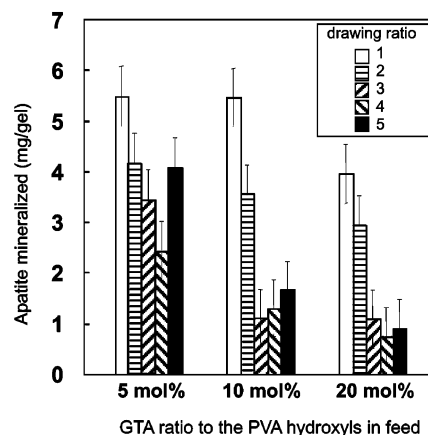 7
6
5
4
3
2
1
0
Apatite mineralized (mg/gel)
drawing ratio
1
2
3
4
5
5 mol%
10 mol%
20 mol%
GTA ratio to the PVA hydroxyls in feed